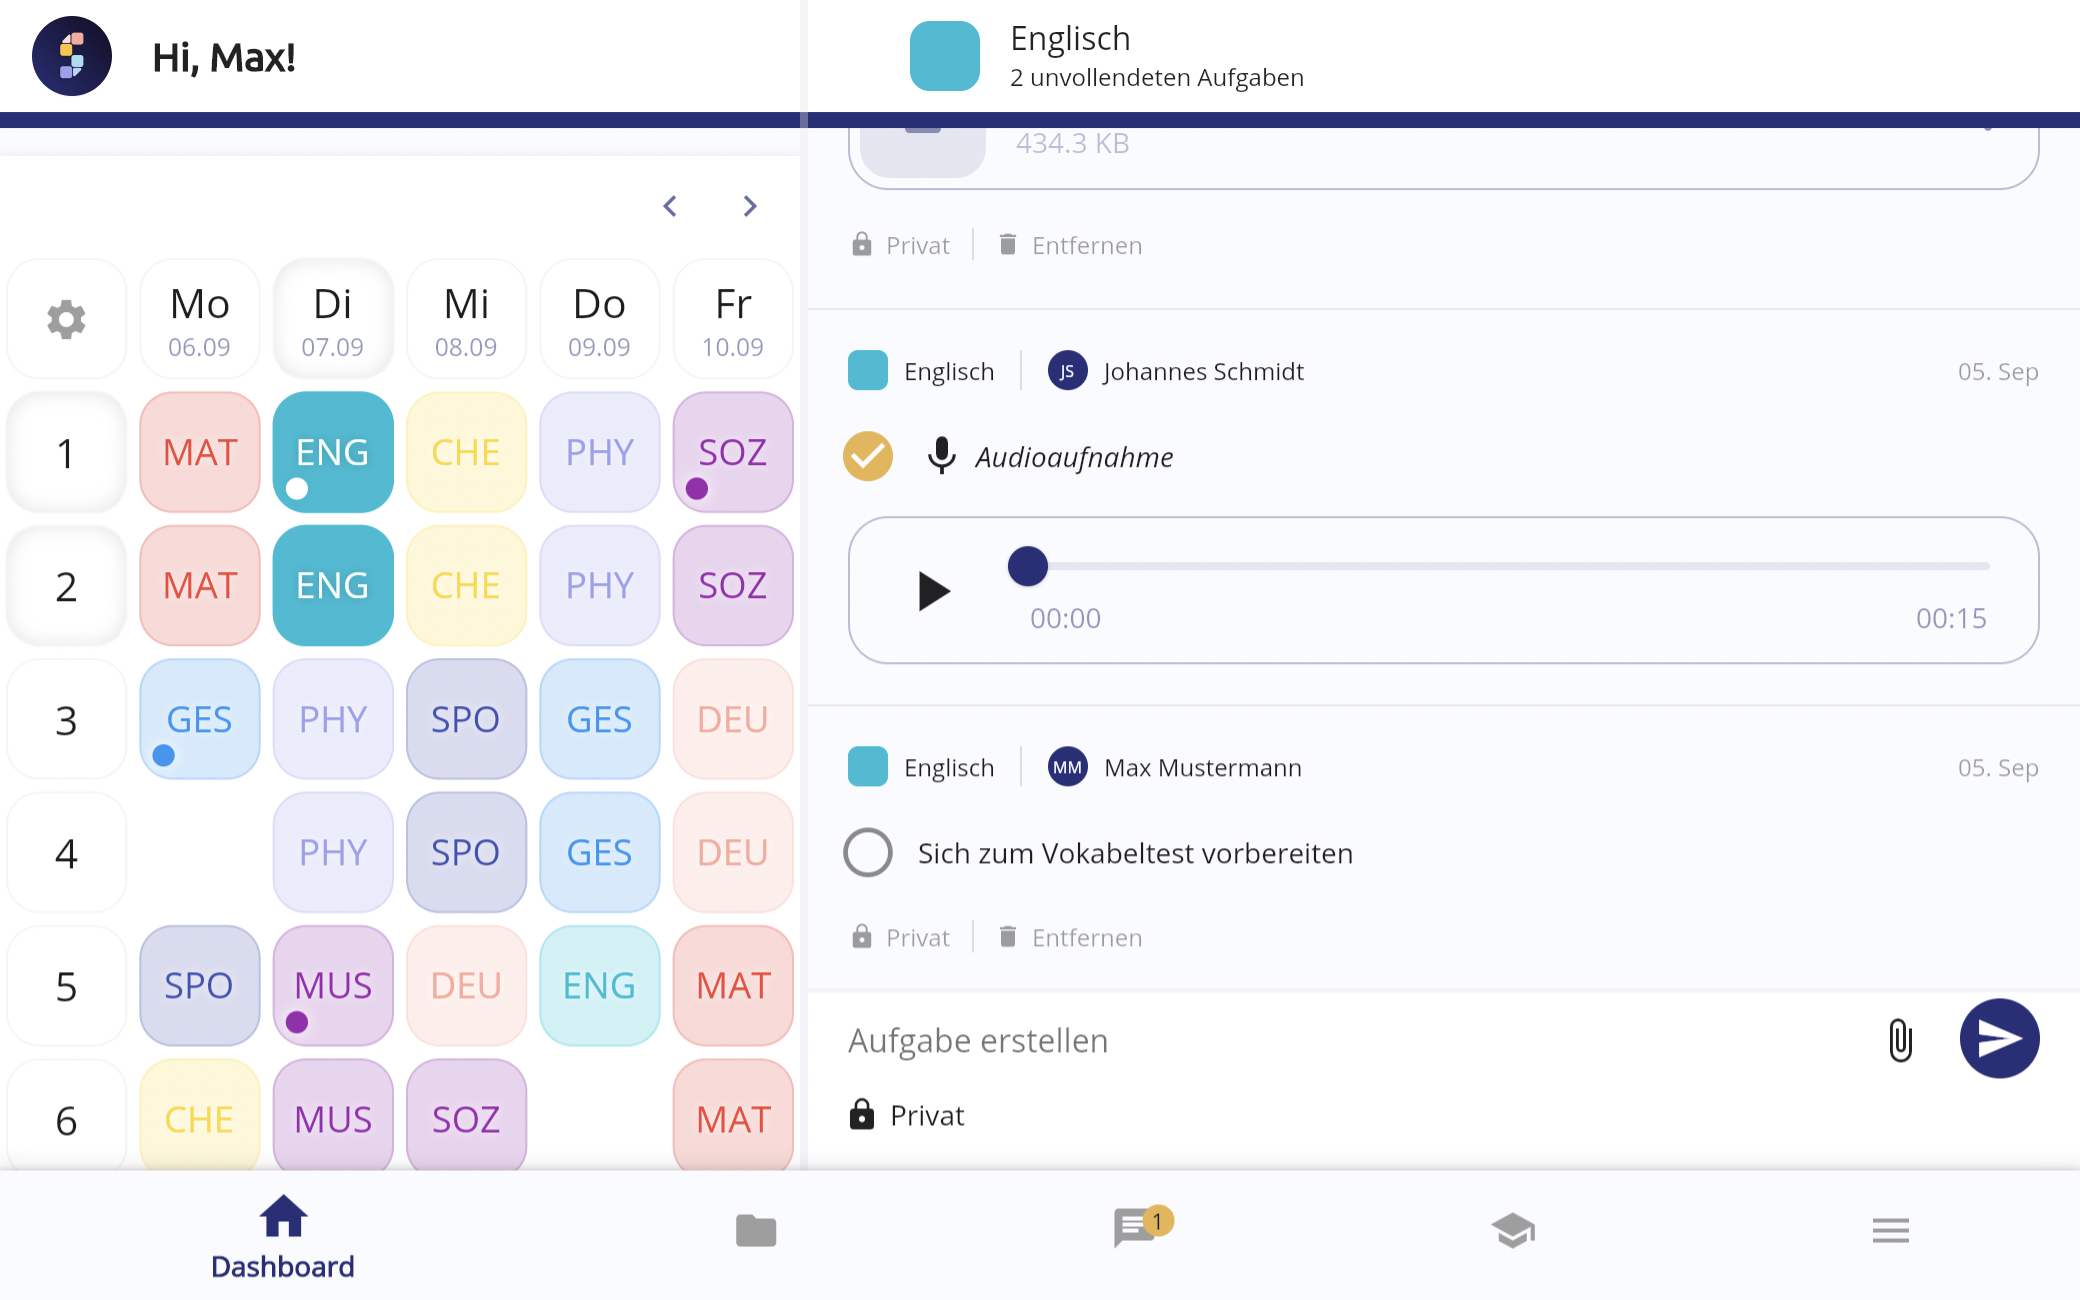 Hi, Max!
Englisch
2 unvollendeten Aufgaben
Mo Di Mi Do Fr
06.09 07.09 08.09 09.09 10.09
1 MAT ENG CHE PHY SOZ
2 MAT ENG CHE PHY SOZ
3 GES PHY SPO GES DEU
4 PHY SPO GES DEU
5 SPO MUS DEU ENG MAT
6 CHE MUS SOZ MAT
434.3 KB
Privat Entfernen
Englisch JS Johannes Schmidt 05. Sep
Audioaufnahme
00:00 00:15
Englisch MM Max Mustermann 05. Sep
Sich zum Vokabeltest vorbereiten
Privat Entfernen
Aufgabe erstellen
Privat
Dashboard 1